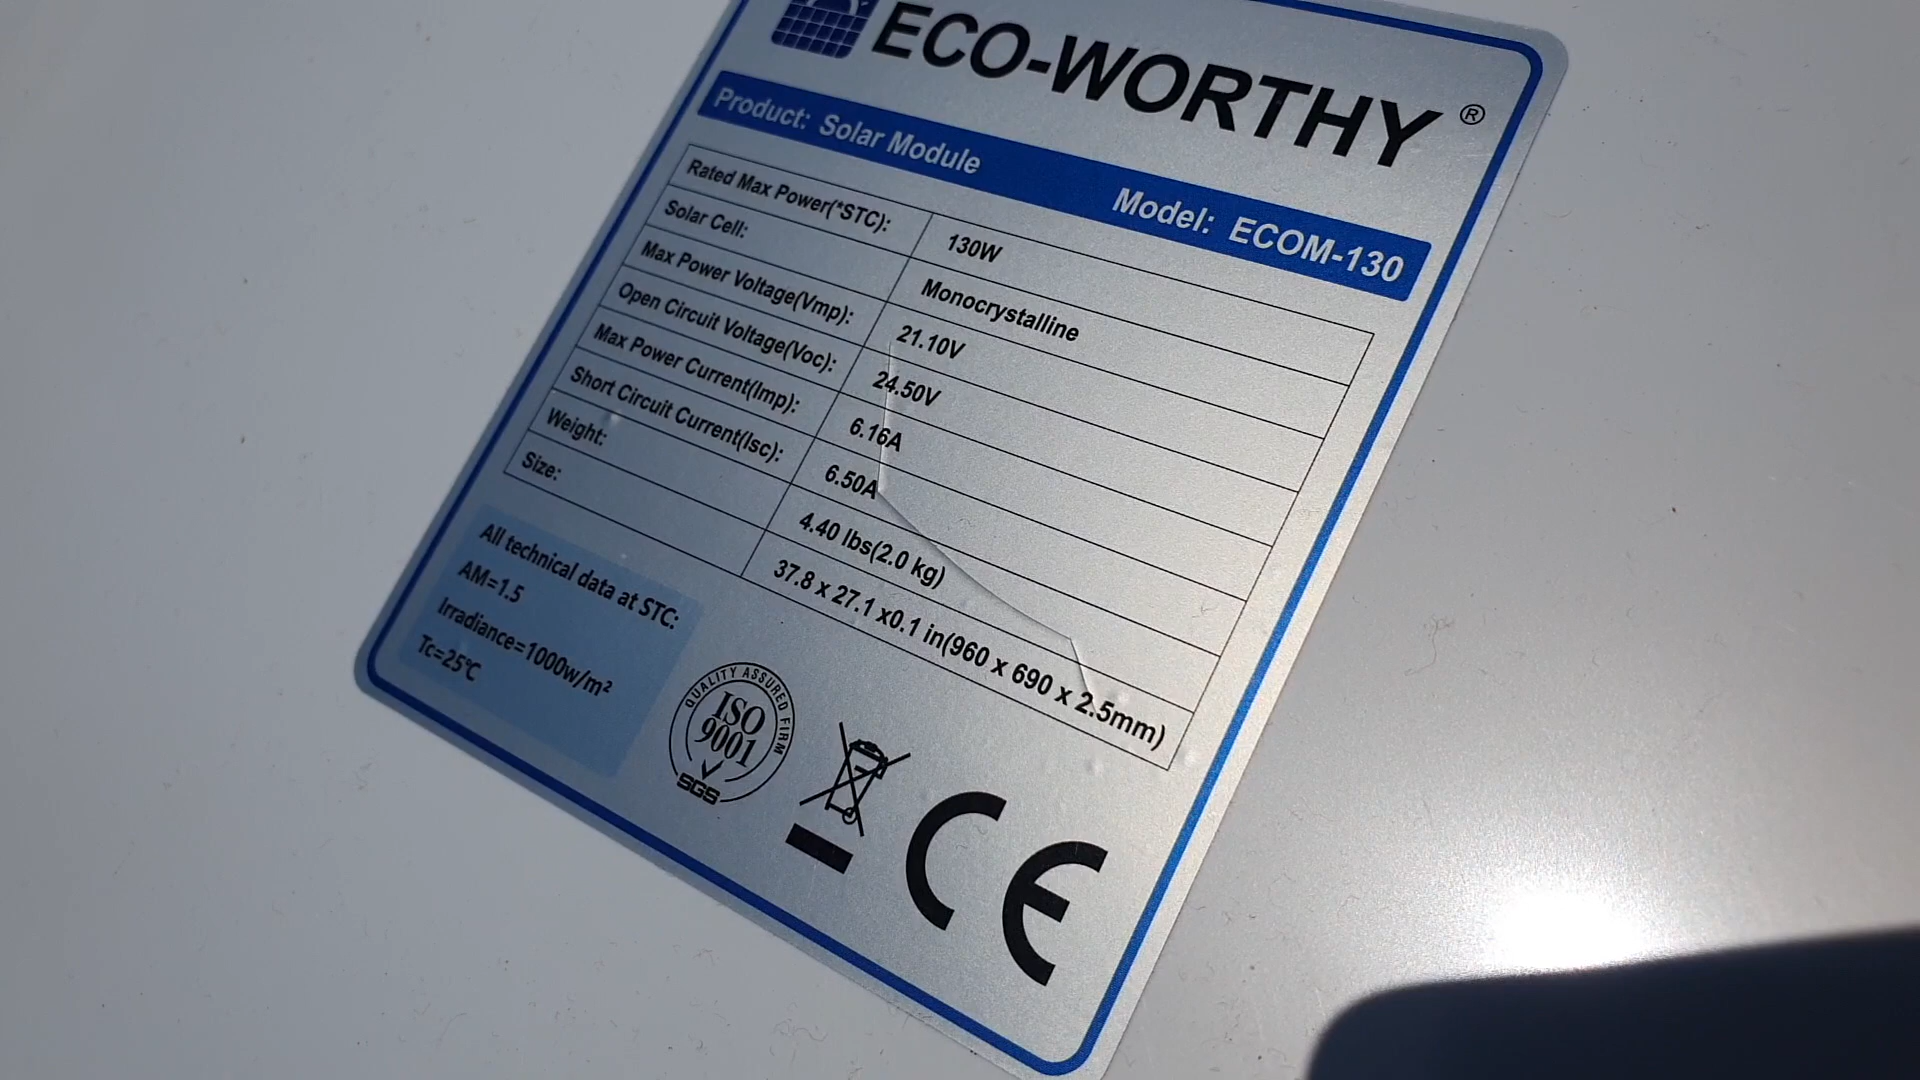 ECO-WORTHY ®
Product: Solar Module Model: ECOM-130
Rated Max Power(*STC): 130W
Solar Cell: Monocrystalline
Max Power Voltage(Vmp): 21.10V
Open Circuit Voltage(Voc): 24.50V
Max Power Current(Imp): 6.16A
Short Circuit Current(Isc): 6.50A
Weight: 4.40 lbs(2.0 kg)
Size: 37.8 x 27.1 x0.1 in(960 x 690 x 2.5mm)
All technical data at STC:
AM=1.5
Irradiance=1000w/m²
Tc=25℃
QUALITY ASSURED FIRM
ISO
9001
SGS
CE